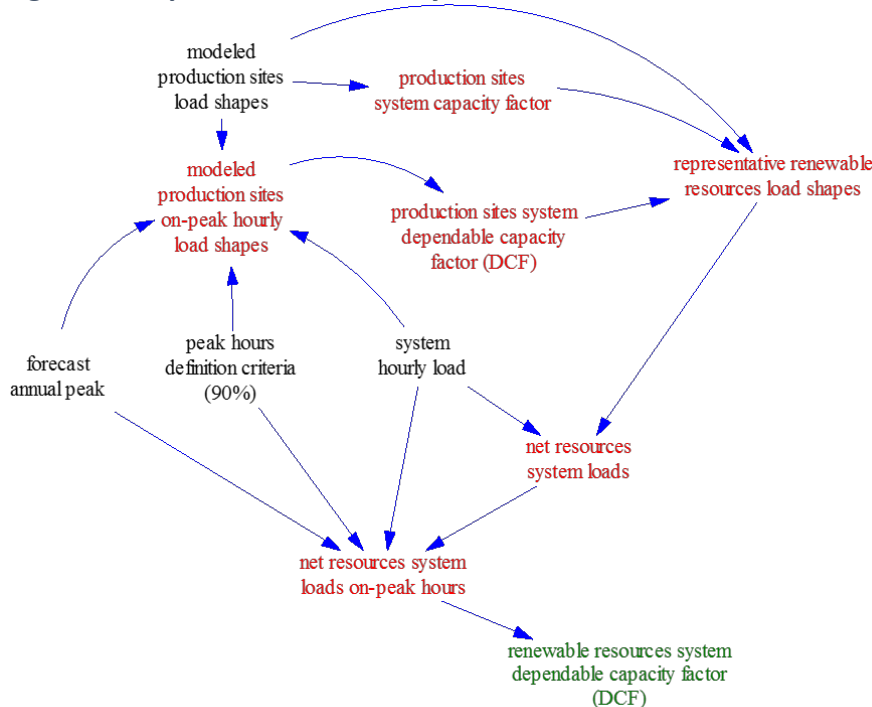 modeled
production sites
load shapes
production sites
system capacity factor
representative renewable
resources load shapes
modeled
production sites
on-peak hourly
load shapes
production sites system
dependable capacity
factor (DCF)
forecast
annual peak
peak hours
definition criteria
(90%)
system
hourly load
net resources
system loads
net resources system
loads on-peak hours
renewable resources system
dependable capacity factor
(DCF)